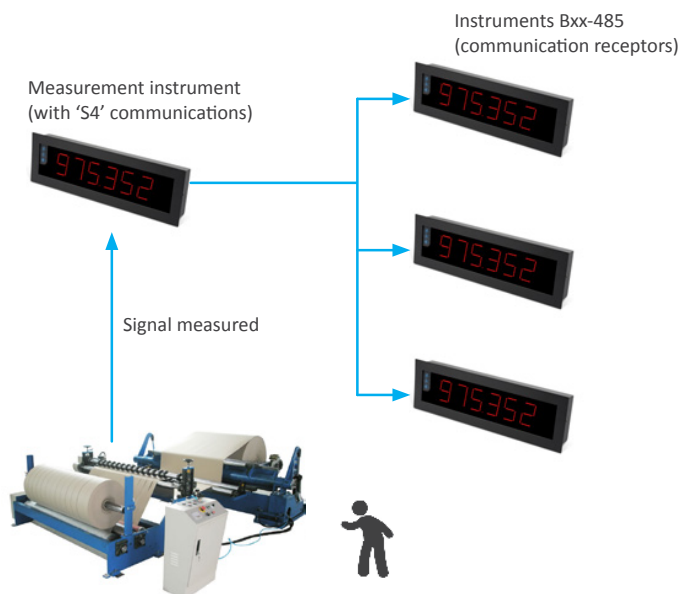 Instruments Bxx-485
(communication receptors)
Measurement instrument
(with ‘S4’ communications)
975352
975352
975352
Signal measured
975352